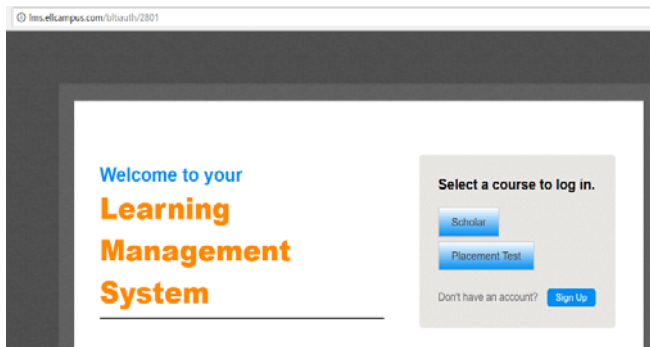 lms.ellcampus.com/bltiauth/2801
Welcome to your
Learning
Management
System
Select a course to log in.
Scholar
Placement Test
Don't have an account? Sign Up